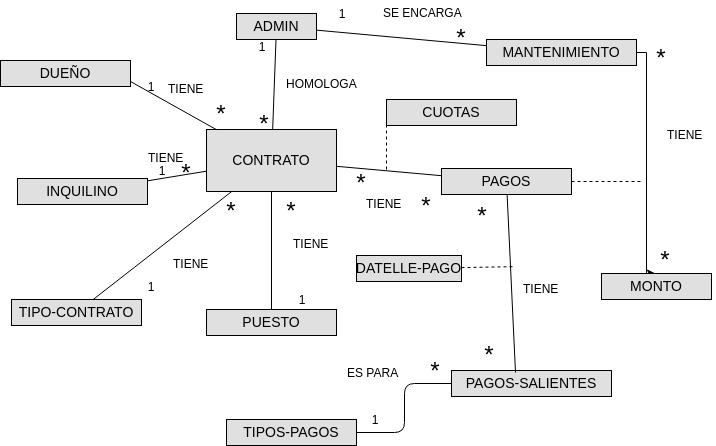 1
SE ENCARGA
ADMIN
*
1
MANTENIMIENTO
*
DUEÑO
1
TIENE
HOMOLOGA
*
*
CUOTAS
TIENE
CONTRATO
TIENE
1
*
INQUILINO
*
TIENE
*
PAGOS
*
*
*
TIENE
TIENE
1
*
DATELLE-PAGO
TIENE
MONTO
TIPO-CONTRATO
1
PUESTO
*
ES PARA
*
PAGOS-SALIENTES
1
TIPOS-PAGOS